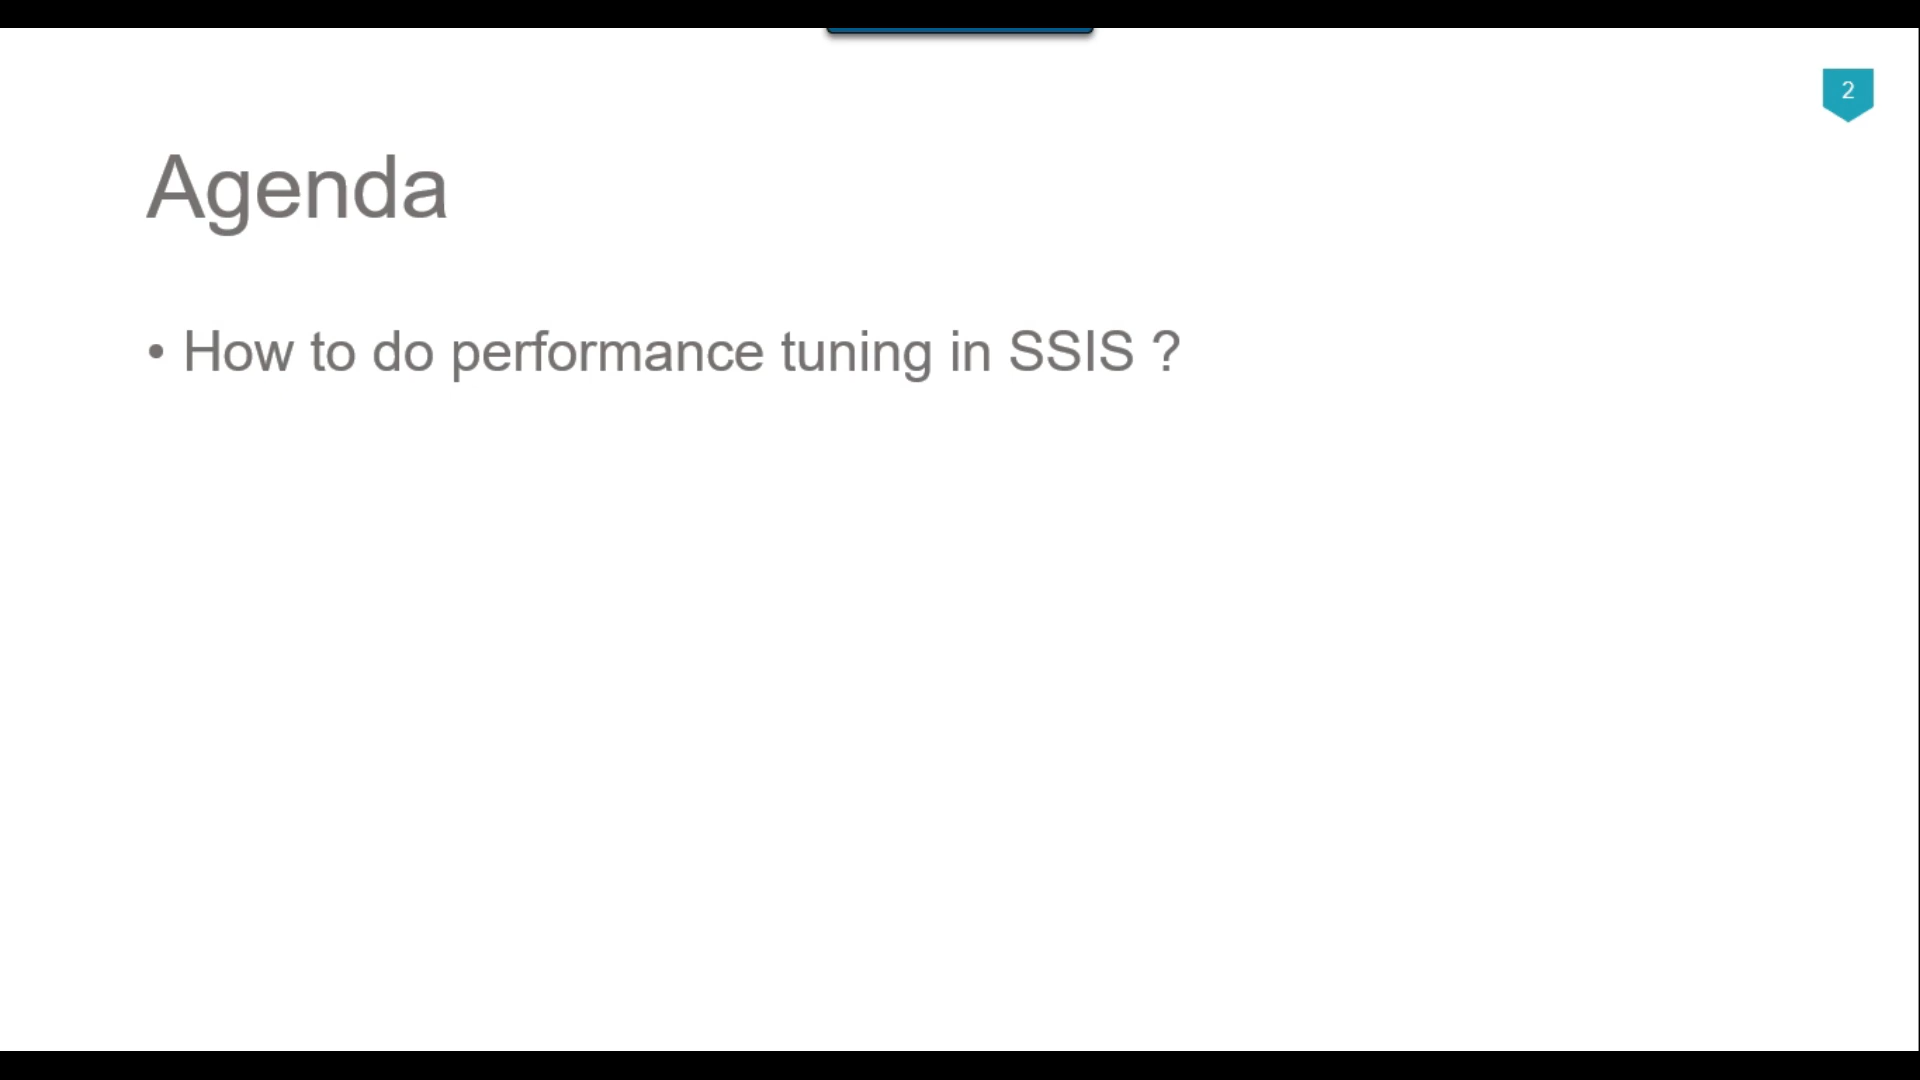 2
Agenda
• How to do performance tuning in SSIS ?